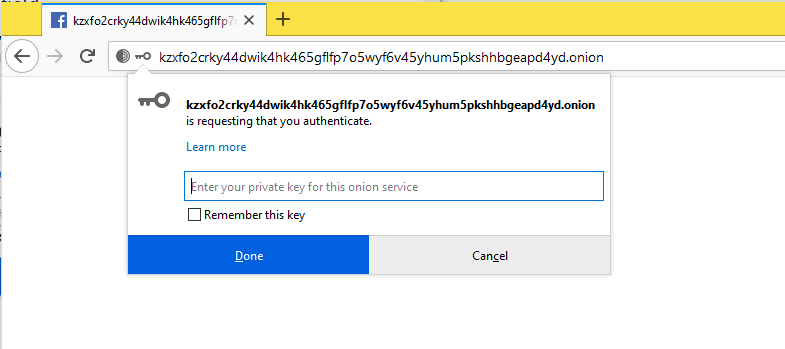 kzxfo2crky44dwik4hk465gflfp7o
kzxfo2crky44dwik4hk465gflfp7o5wyf6v45yhum5pkshhbgeapd4yd.onion
kzxfo2crky44dwik4hk465gflfp7o5wyf6v45yhum5pkshhbgeapd4yd.onion
is requesting that you authenticate.
Learn more
Enter your private key for this onion service
Remember this key
Done
Cancel